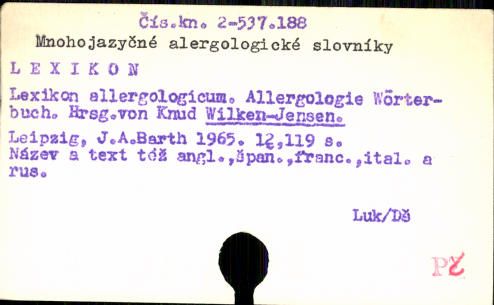 Čís.kn. 2-537.188
Mnohojazyčné alergologické slovníky
L E X I K O N
Lexikon allergologicum. Allergologie Wörter-
buch. Hrsg.von Knud Wilken-Jensen.
Leipzig, J.A.Barth 1965. 12,119 s.
Název a text též angl.,špan.,franc.,ital. a
rus.
Luk/Dš